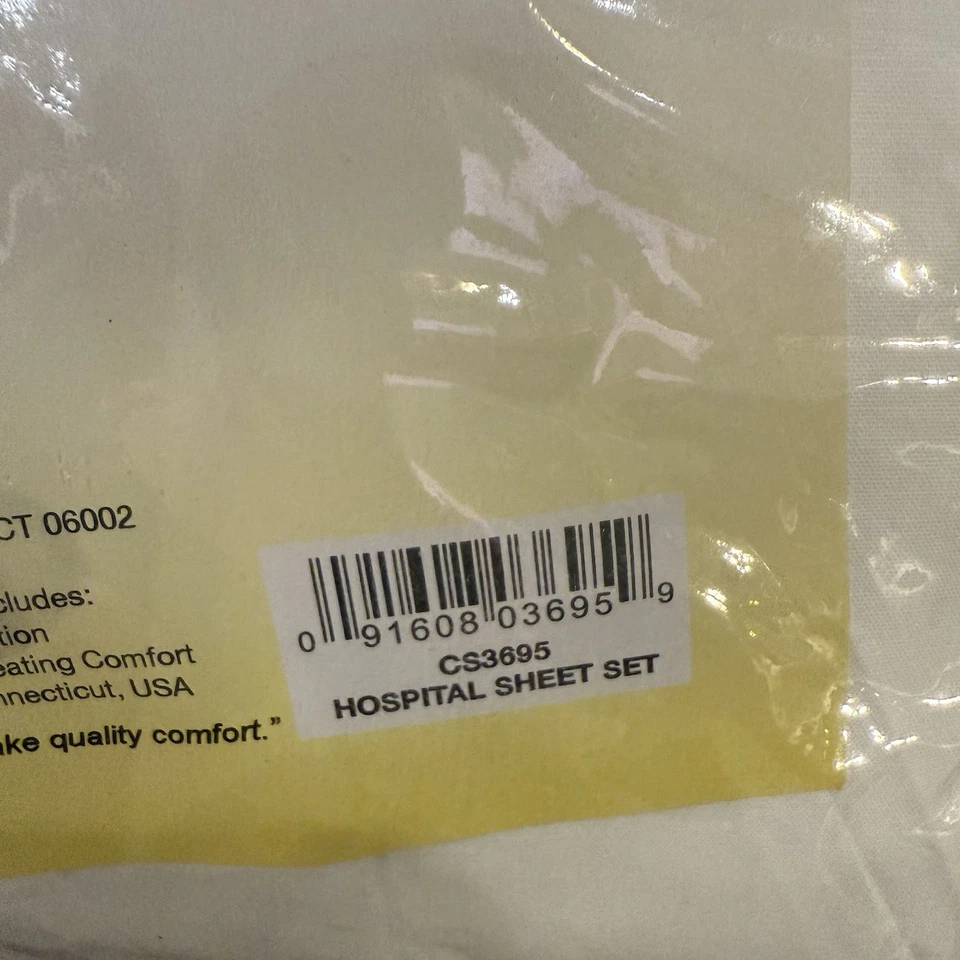 CT 06002
cludes:
tion
eating Comfort
nnecticut, USA
ake quality comfort.”
0 91608 03695 9
CS3695
HOSPITAL SHEET SET